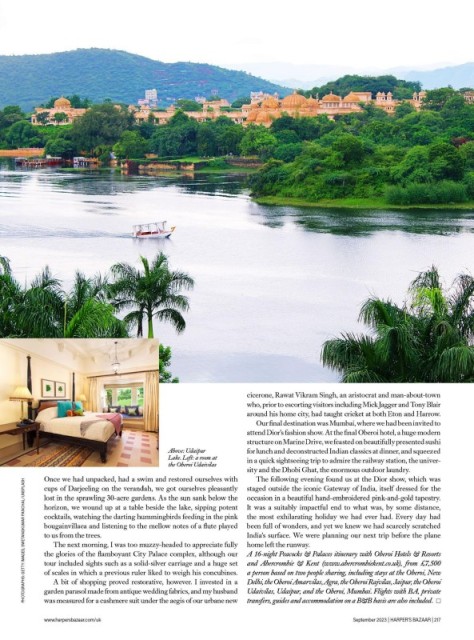 Above: Udaipur
Lake. Left: a room at
the Oberoi Udaivilas
Once we had unpacked, had a swim and restored ourselves with
cups of Darjeeling on the verandah, we got ourselves pleasantly
lost in the sprawling 30-acre gardens. As the sun sank below the
horizon, we wound up at a table beside the lake, sipping potent
cocktails, watching the darting hummingbirds feeding in the pink
bougainvillaea and listening to the mellow notes of a flute played
to us from the trees.
The next morning, I was too muzzy-headed to appreciate fully
the glories of the flamboyant City Palace complex, although our
tour included sights such as a solid-silver carriage and a huge set
of scales in which a previous ruler liked to weigh his concubines.
A bit of shopping proved restorative, however. I invested in a
garden parasol made from antique wedding fabrics, and my husband
was measured for a cashmere suit under the aegis of our urbane new
cicerone, Rawat Vikram Singh, an aristocrat and man-about-town
who, prior to escorting visitors including Mick Jagger and Tony Blair
around his home city, had taught cricket at both Eton and Harrow.
Our final destination was Mumbai, where we had been invited to
attend Dior's fashion show. At the final Oberoi hotel, a huge modern
structure on Marine Drive, we feasted on beautifully presented sushi
for lunch and deconstructed Indian classics at dinner, and squeezed
in a quick sightseeing trip to admire the railway station, the univer-
sity and the Dhobi Ghat, the enormous outdoor laundry.
The following evening found us at the Dior show, which was
staged outside the iconic Gateway of India, itself dressed for the
occasion in a beautiful hand-embroidered pink-and-gold tapestry.
It was a suitably impactful end to what was, by some distance,
the most exhilarating holiday we had ever had. Every day had
been full of wonders, and yet we knew we had scarcely scratched
India's surface. We were planning our next trip before the plane
home left the runway.
A 16-night Peacocks & Palaces itinerary with Oberoi Hotels & Resorts
and Abercrombie & Kent (www.abercrombiekent.co.uk), from £7,500
a person based on two people sharing, including stays at the Oberoi, New
Delhi, the Oberoi Amarvilas, Agra, the Oberoi Rajvilas, Jaipur, the Oberoi
Udaivilas, Udaipur, and the Oberoi, Mumbai. Flights with BA, private
transfers, guides and accommodation on a B&B basis are also included.
www.harpersbazaar.com/uk
September 2023 | HARPER'S BAZAAR | 217